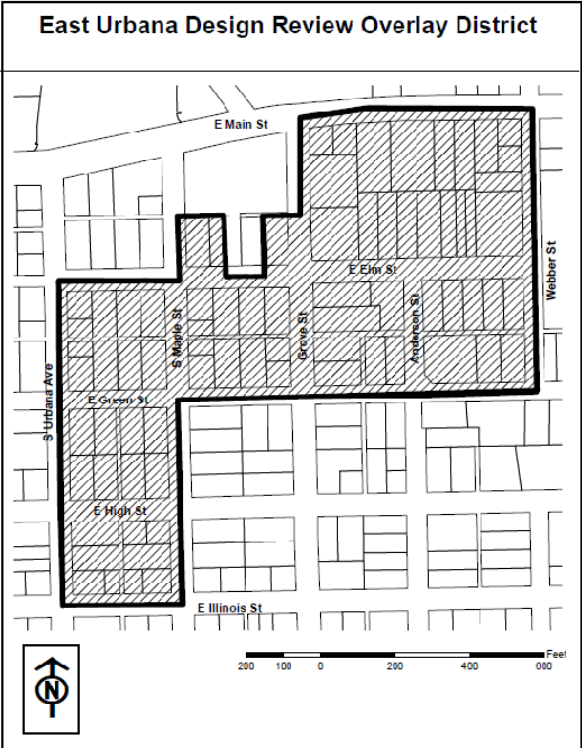 East Urbana Design Review Overlay District
E Main St
E Elm St
Webber St
S Maple St
Grove St
Anderson St
S Urbana Ave
E Green St
E High St
E Illinois St
N
Feet
200 100 0 200 400 600